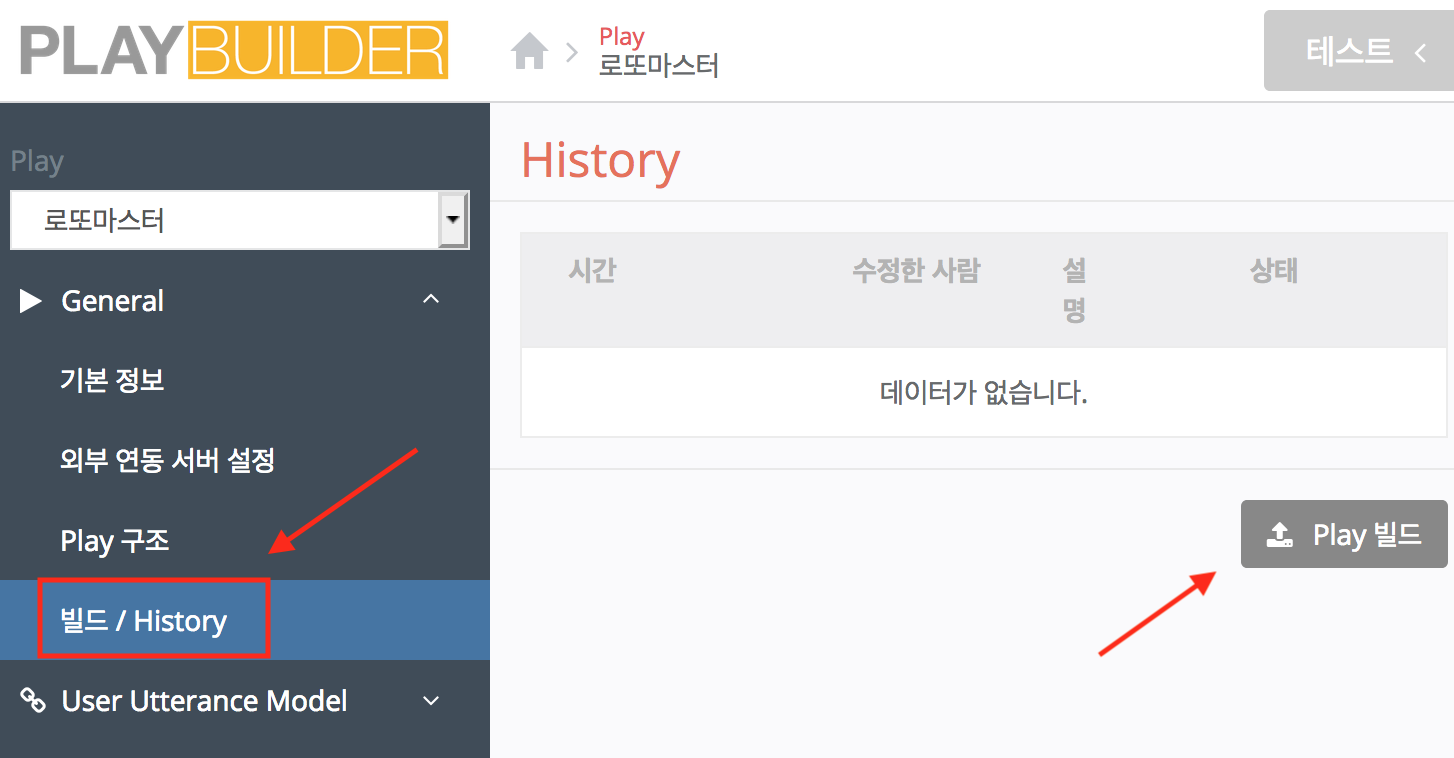 PLAYBUILDER
Play
로또마스터
테스트
Play
로또마스터
General
기본 정보
외부 연동 서버 설정
Play 구조
빌드 / History
User Utterance Model
History
시간 수정한 사람 설명 상태
데이터가 없습니다.
Play 빌드